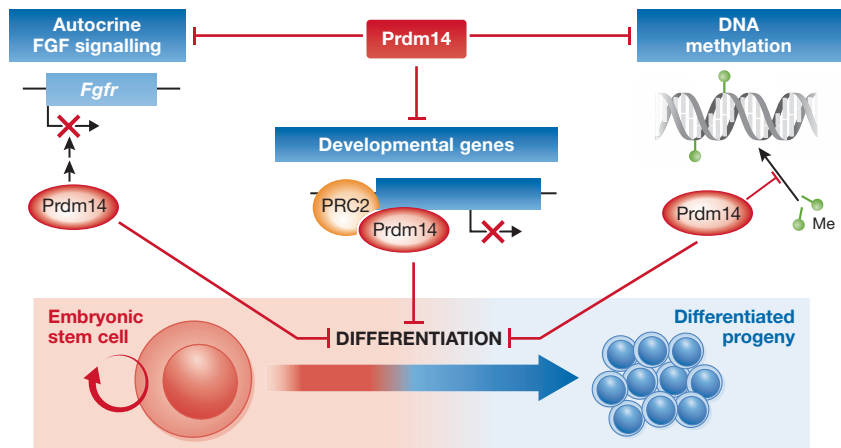 Autocrine
FGF signalling
Prdm14
DNA
methylation
Fgfr
Developmental genes
Prdm14
PRC2
Prdm14
Prdm14
Me
Embryonic
stem cell
DIFFERENTIATION
Differentiated
progeny